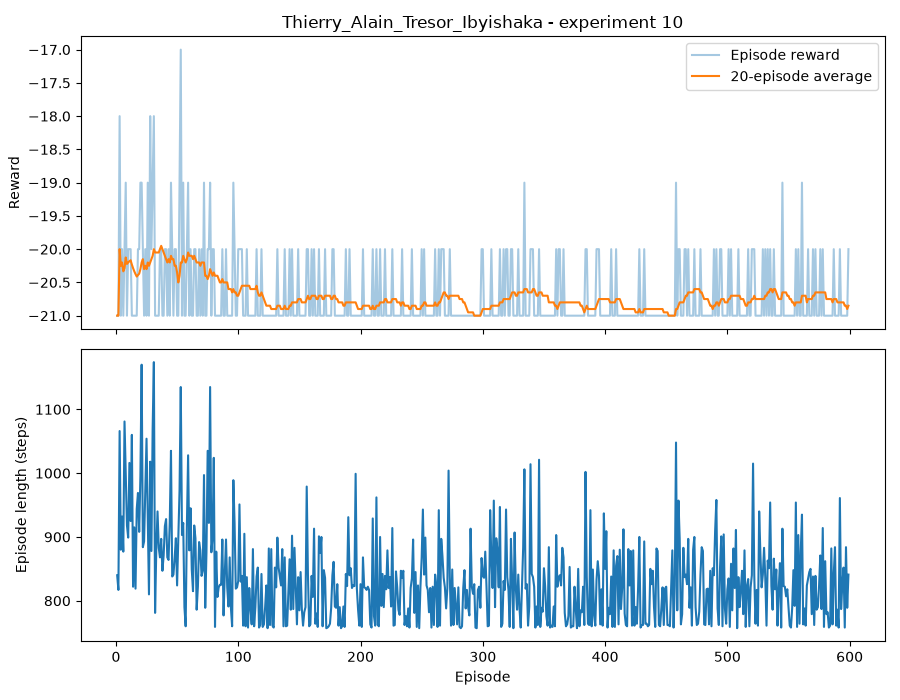 Thierry_Alain_Tresor_Ibyishaka - experiment 10
Episode reward
20-episode average
Reward
−17.0
−17.5
−18.0
−18.5
−19.0
−19.5
−20.0
−20.5
−21.0
Episode length (steps)
1100
1000
900
800
0 100 200 300 400 500 600
Episode